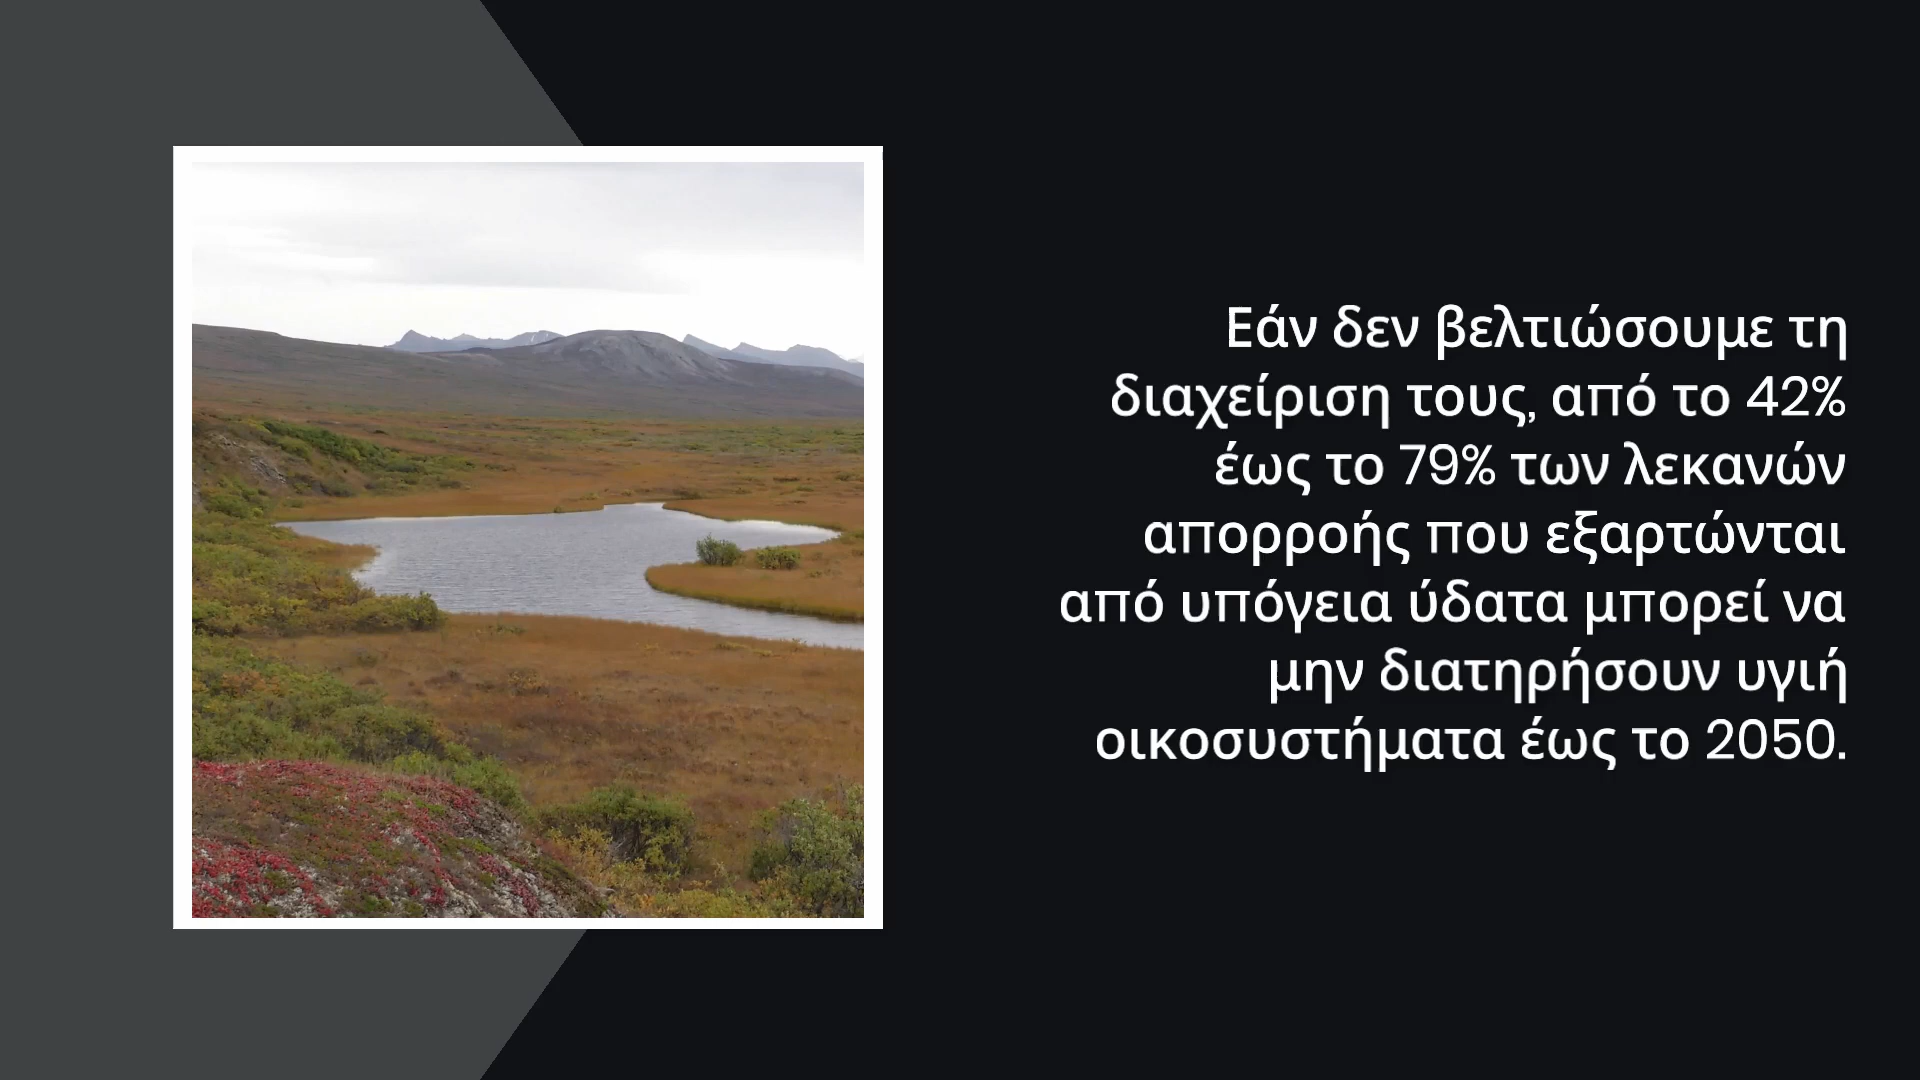 Εάν δεν βελτιώσουμε τη
διαχείριση τους, από το 42%
έως το 79% των λεκανών
απορροής που εξαρτώνται
από υπόγεια ύδατα μπορεί να
μην διατηρήσουν υγιή
οικοσυστήματα έως το 2050.